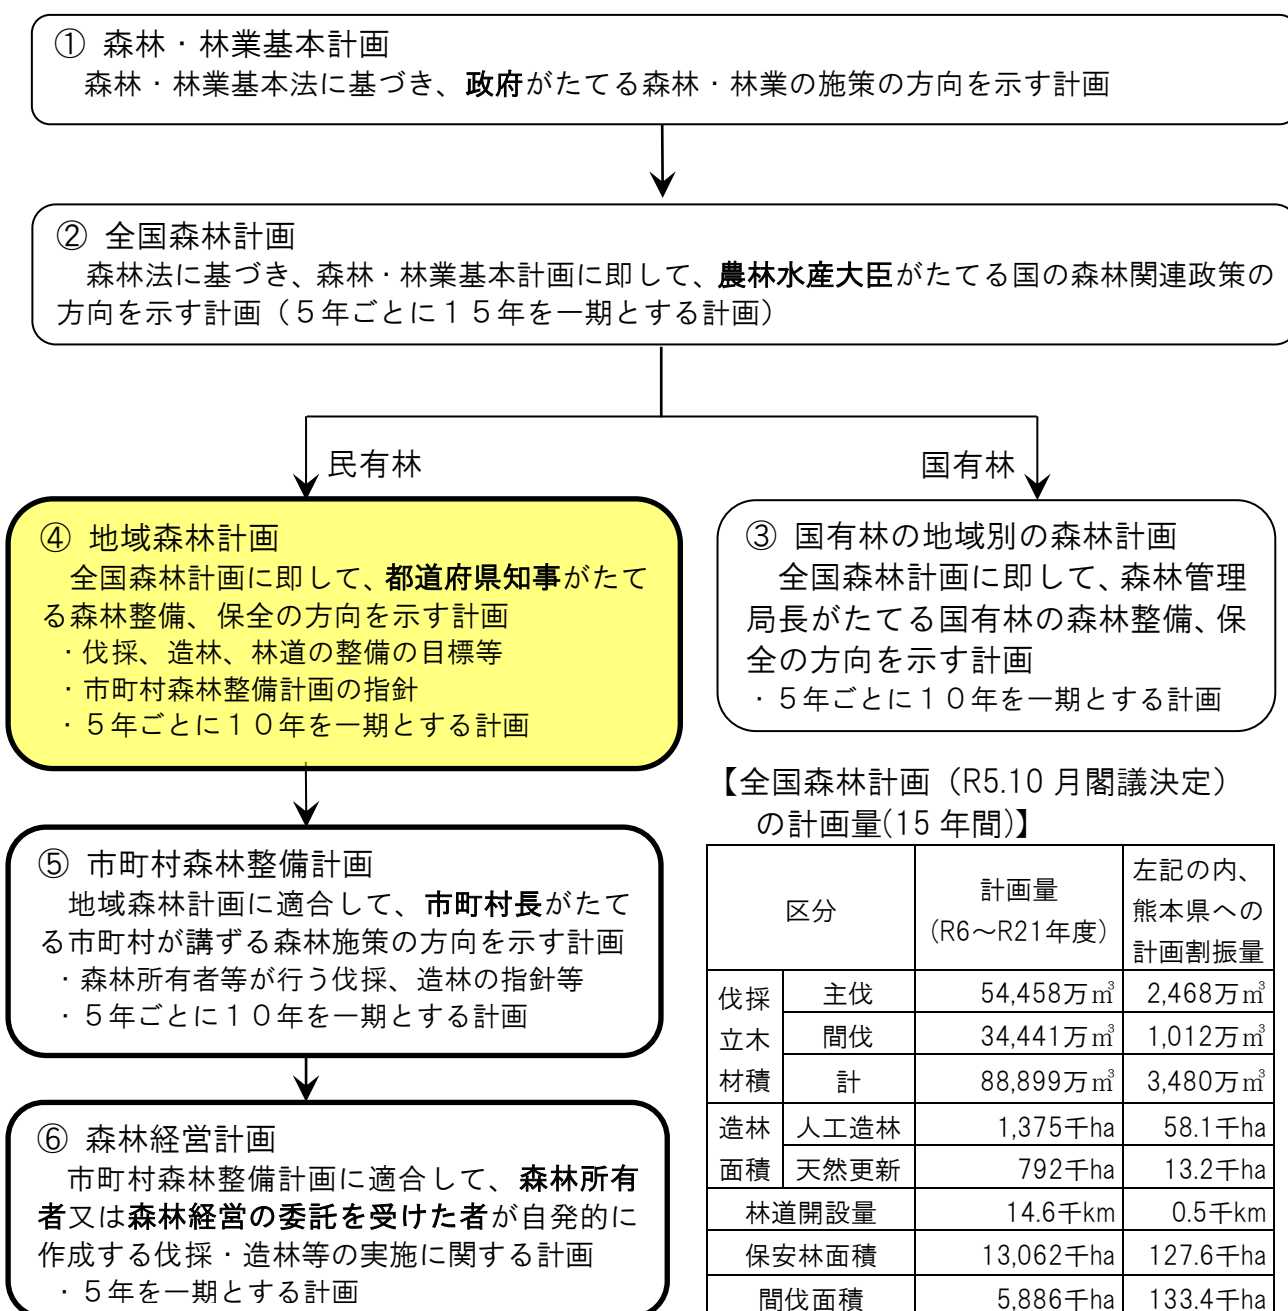 ① 森林・林業基本計画
森林・林業基本法に基づき、政府がたてる森林・林業の施策の方向を示す計画
② 全国森林計画
森林法に基づき、森林・林業基本計画に即して、農林水産大臣がたてる国の森林関連政策の
方向を示す計画（５年ごとに１５年を一期とする計画）
民有林
国有林
④ 地域森林計画
全国森林計画に即して、都道府県知事がたて
る森林整備、保全の方向を示す計画
・伐採、造林、林道の整備の目標等
・市町村森林整備計画の指針
・５年ごとに１０年を一期とする計画
③ 国有林の地域別の森林計画
全国森林計画に即して、森林管理
局長がたてる国有林の森林整備、保
全の方向を示す計画
・５年ごとに１０年を一期とする計画
⑤ 市町村森林整備計画
地域森林計画に適合して、市町村長がたて
る市町村が講ずる森林施策の方向を示す計画
・森林所有者等が行う伐採、造林の指針等
・５年ごとに１０年を一期とする計画
⑥ 森林経営計画
市町村森林整備計画に適合して、森林所有
者又は森林経営の委託を受けた者が自発的に
作成する伐採・造林等の実施に関する計画
・５年を一期とする計画
【全国森林計画（R5.10月閣議決定）
の計画量(15年間)】
区分 計画量 (R6～R21年度) 左記の内、熊本県への計画割振量
伐採立木材積 主伐 54,458万㎥ 2,468万㎥
間伐 34,441万㎥ 1,012万㎥
計 88,899万㎥ 3,480万㎥
造林面積 人工造林 1,375千ha 58.1千ha
天然更新 792千ha 13.2千ha
林道開設量 14.6千km 0.5千km
保安林面積 13,062千ha 127.6千ha
間伐面積 5,886千ha 133.4千ha